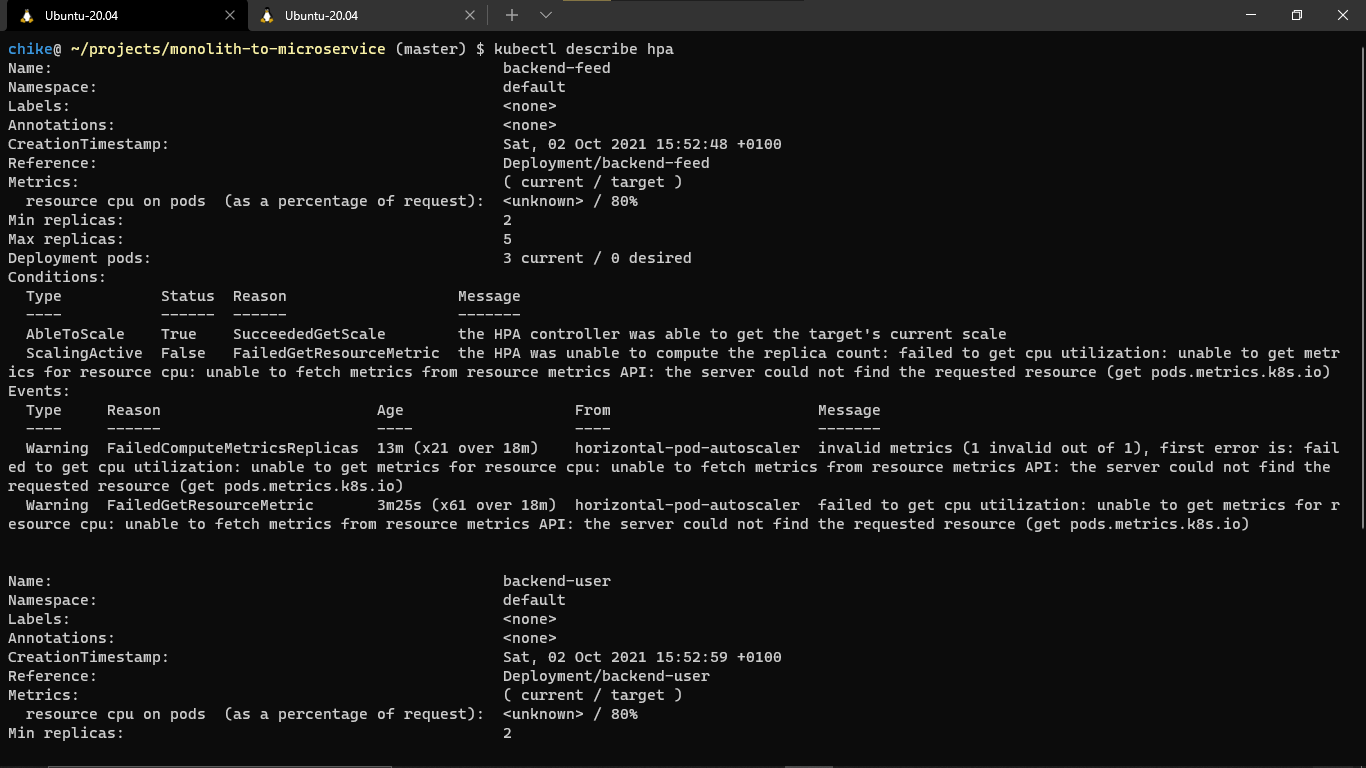 Ubuntu-20.04
Ubuntu-20.04
chike@ ~/projects/monolith-to-microservice (master) $ kubectl describe hpa
Name: backend-feed
Namespace: default
Labels: <none>
Annotations: <none>
CreationTimestamp: Sat, 02 Oct 2021 15:52:48 +0100
Reference: Deployment/backend-feed
Metrics: ( current / target )
resource cpu on pods (as a percentage of request): <unknown> / 80%
Min replicas: 2
Max replicas: 5
Deployment pods: 3 current / 0 desired
Conditions:
Type Status Reason Message
---- ------ ------ -------
AbleToScale True SucceededGetScale the HPA controller was able to get the target's current scale
ScalingActive False FailedGetResourceMetric the HPA was unable to compute the replica count: failed to get cpu utilization: unable to get metr
ics for resource cpu: unable to fetch metrics from resource metrics API: the server could not find the requested resource (get pods.metrics.k8s.io)
Events:
Type Reason Age From Message
---- ------ ---- ---- -------
Warning FailedComputeMetricsReplicas 13m (x21 over 18m) horizontal-pod-autoscaler invalid metrics (1 invalid out of 1), first error is: fail
ed to get cpu utilization: unable to get metrics for resource cpu: unable to fetch metrics from resource metrics API: the server could not find the
requested resource (get pods.metrics.k8s.io)
Warning FailedGetResourceMetric 3m25s (x61 over 18m) horizontal-pod-autoscaler failed to get cpu utilization: unable to get metrics for r
esource cpu: unable to fetch metrics from resource metrics API: the server could not find the requested resource (get pods.metrics.k8s.io)
Name: backend-user
Namespace: default
Labels: <none>
Annotations: <none>
CreationTimestamp: Sat, 02 Oct 2021 15:52:59 +0100
Reference: Deployment/backend-user
Metrics: ( current / target )
resource cpu on pods (as a percentage of request): <unknown> / 80%
Min replicas: 2